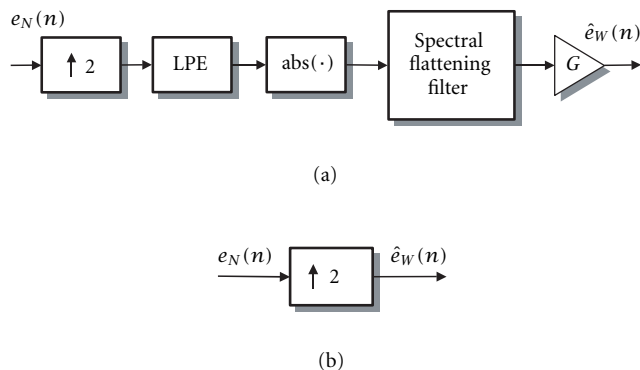 e_N(n)
↑ 2
LPE
abs(·)
Spectral
flattening
filter
G
ê_W(n)
(a)
e_N(n)
↑ 2
ê_W(n)
(b)